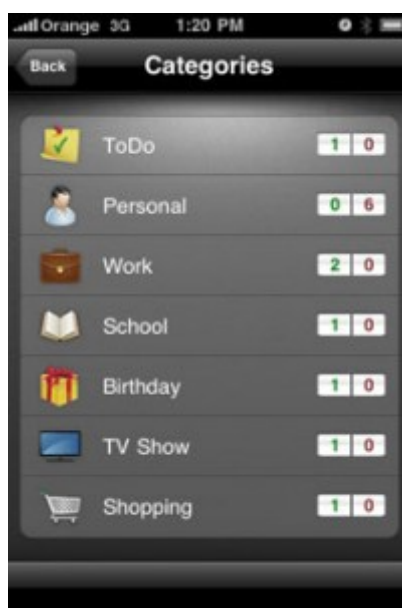 Orange 3G 1:20 PM
Back Categories
ToDo 1 0
Personal 0 6
Work 2 0
School 1 0
Birthday 1 0
TV Show 1 0
Shopping 1 0